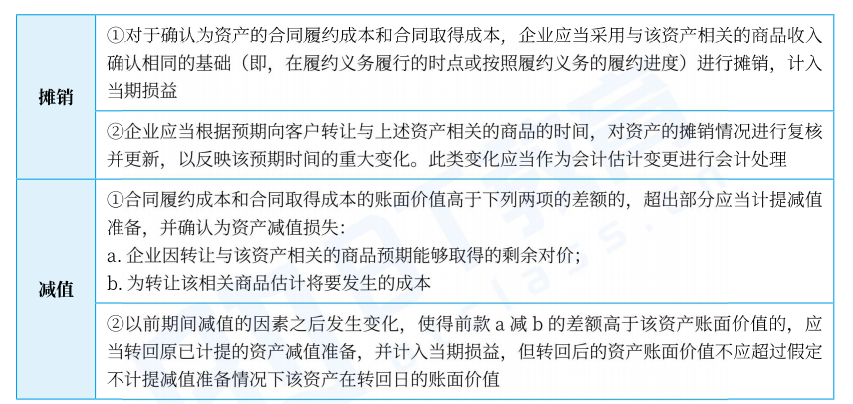 摊销
①对于确认为资产的合同履约成本和合同取得成本，企业应当采用与该资产相关的商品收入
确认相同的基础（即，在履约义务履行的时点或按照履约义务的履约进度）进行摊销，计入
当期损益
②企业应当根据预期向客户转让与上述资产相关的商品的时间，对资产的摊销情况进行复核
并更新，以反映该预期时间的重大变化。此类变化应当作为会计估计变更进行会计处理
减值
①合同履约成本和合同取得成本的账面价值高于下列两项的差额的，超出部分应当计提减值
准备，并确认为资产减值损失：
a. 企业因转让与该资产相关的商品预期能够取得的剩余对价；
b. 为转让该相关商品估计将要发生的成本
②以前期间减值的因素之后发生变化，使得前款 a 减 b 的差额高于该资产账面价值的，应
当转回原已计提的资产减值准备，并计入当期损益，但转回后的资产账面价值不应超过假定
不计提减值准备情况下该资产在转回日的账面价值